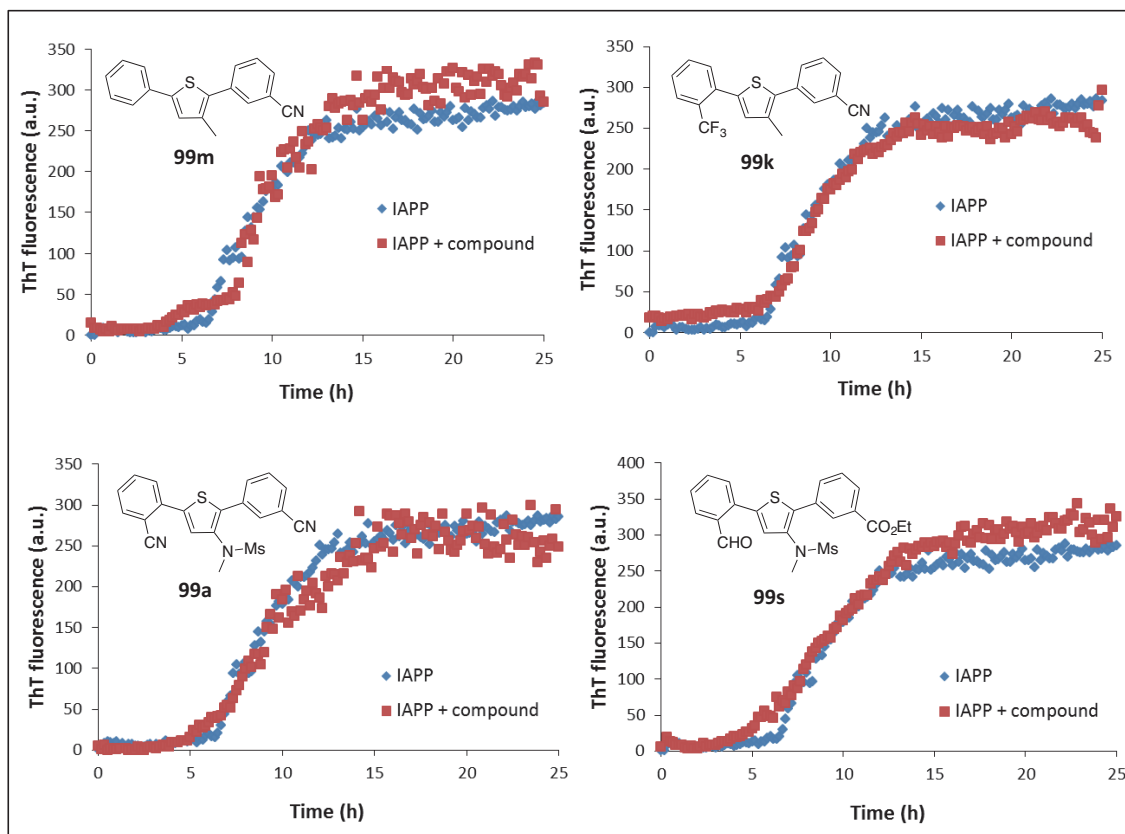 350
300
250
200
150
100
50
0
ThT fluorescence (a.u.)
S
CN
99m
IAPP
IAPP + compound
0 5 10 15 20 25
Time (h)
350
300
250
200
150
100
50
0
ThT fluorescence (a.u.)
S
CF3
CN
99k
IAPP
IAPP + compound
0 5 10 15 20 25
Time (h)
350
300
250
200
150
100
50
0
ThT fluorescence (a.u.)
S
CN
CN
N Ms
99a
IAPP
IAPP + compound
0 5 10 15 20 25
Time (h)
400
350
300
250
200
150
100
50
0
ThT fluorescence (a.u.)
S
CO2Et
CHO
N Ms
99s
IAPP
IAPP + compound
0 5 10 15 20 25
Time (h)